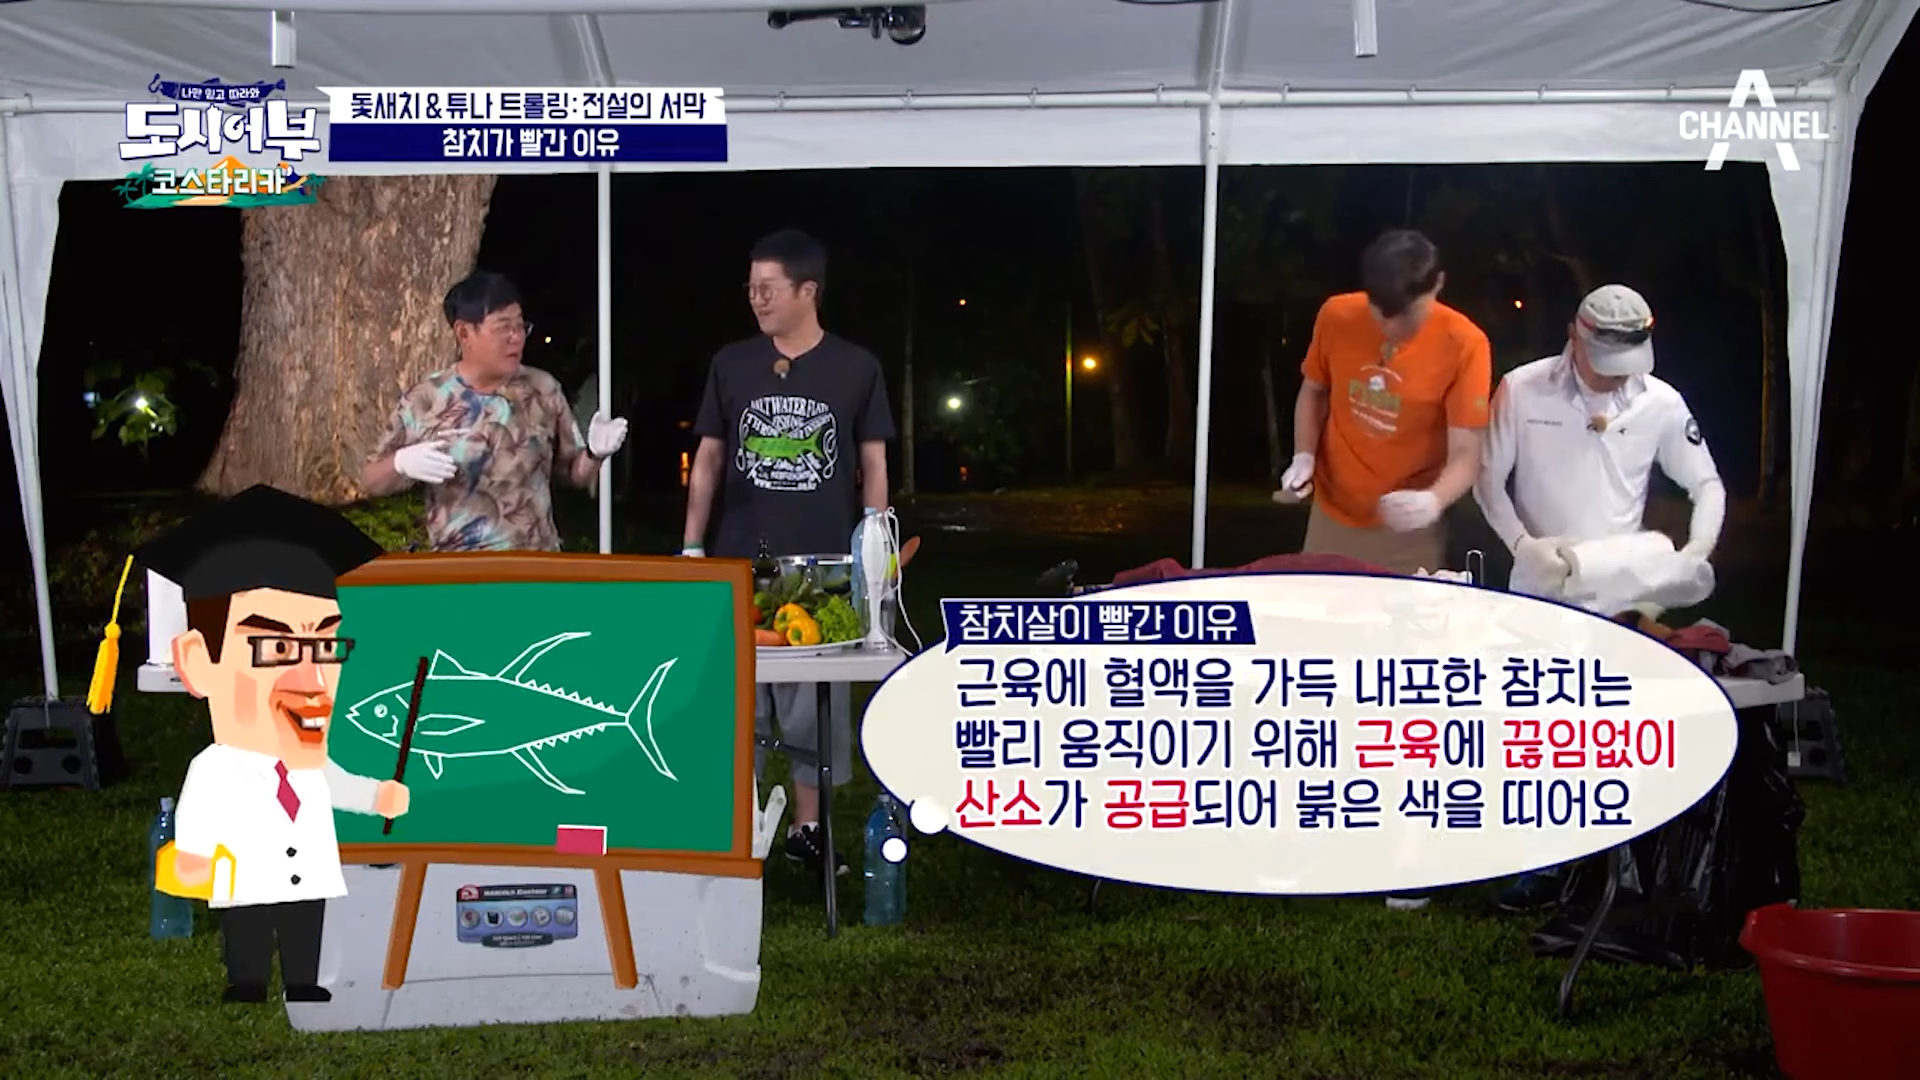 나만 믿고 따라와
도시어부
코스타리카
돛새치 & 튜나 트롤링: 전설의 서막
참치가 빨간 이유
CHANNEL A
SALTWATER FLATS
FISHING
참치살이 빨간 이유
근육에 혈액을 가득 내포한 참치는
빨리 움직이기 위해 근육에 끊임없이
산소가 공급되어 붉은 색을 띠어요